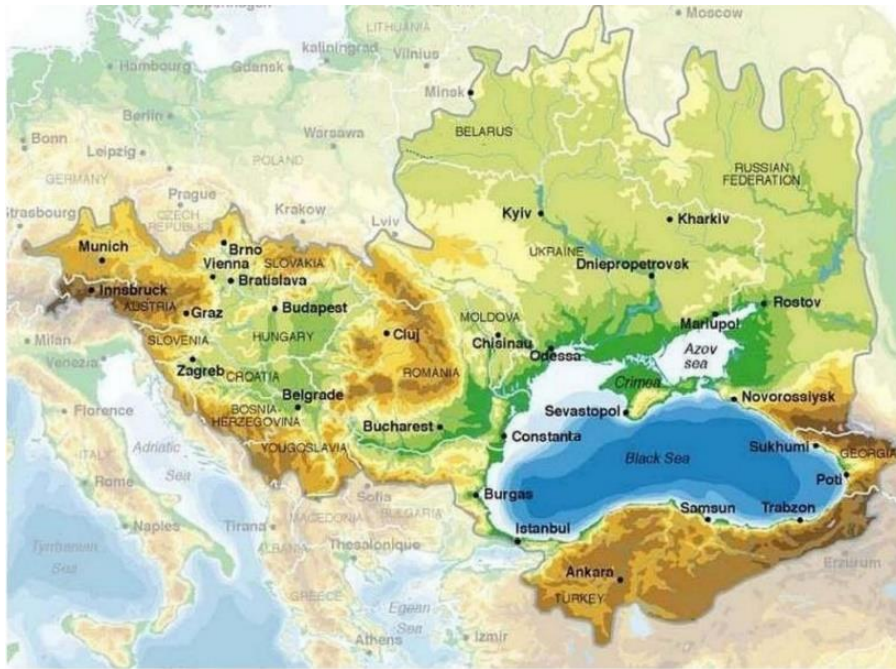 Moscow
LITHUANIA
kaliningrad
Vilnius
Hambourg
Gdansk
Minsk
Berlin
BELARUS
Bonn
Warsawa
Leipzig
POLAND
RUSSIAN
FEDERATION
GERMANY
Prague
Strasbourg
CZECH
REPUBLIC
Krakow
Lviv
Kyiv
Kharkiv
Munich
Brno
Vienna
SLOVAKIA
UKRAINE
Bratislava
Dniepropetrovsk
Innsbruck
AUSTRIA
Graz
Budapest
MOLDOVA
Rostov
Mariupol
Milan
SLOVENIA
HUNGARY
Cluj
Chisinau
Odessa
Azov
sea
Venezia
Zagreb
CROATIA
ROMANIA
Crimea
Belgrade
Novorossiysk
Florence
BOSNIA-
HERZEGOVINA
Bucharest
Sevastopol
Constanta
Adriatic
Sea
YOUGOSLAVIA
Black Sea
Sukhumi
GEORGIA
ITALY
Rome
Sofia
Poti
Burgas
BULGARIA
Samsun
Trabzon
Naples
Tirana
MACEDONIA
Istanbul
ALBANIA
Thessalonique
Tyrrhenian
Sea
Ankara
Erzurum
TURKEY
GREECE
Egean
Sea
Izmir
Athens